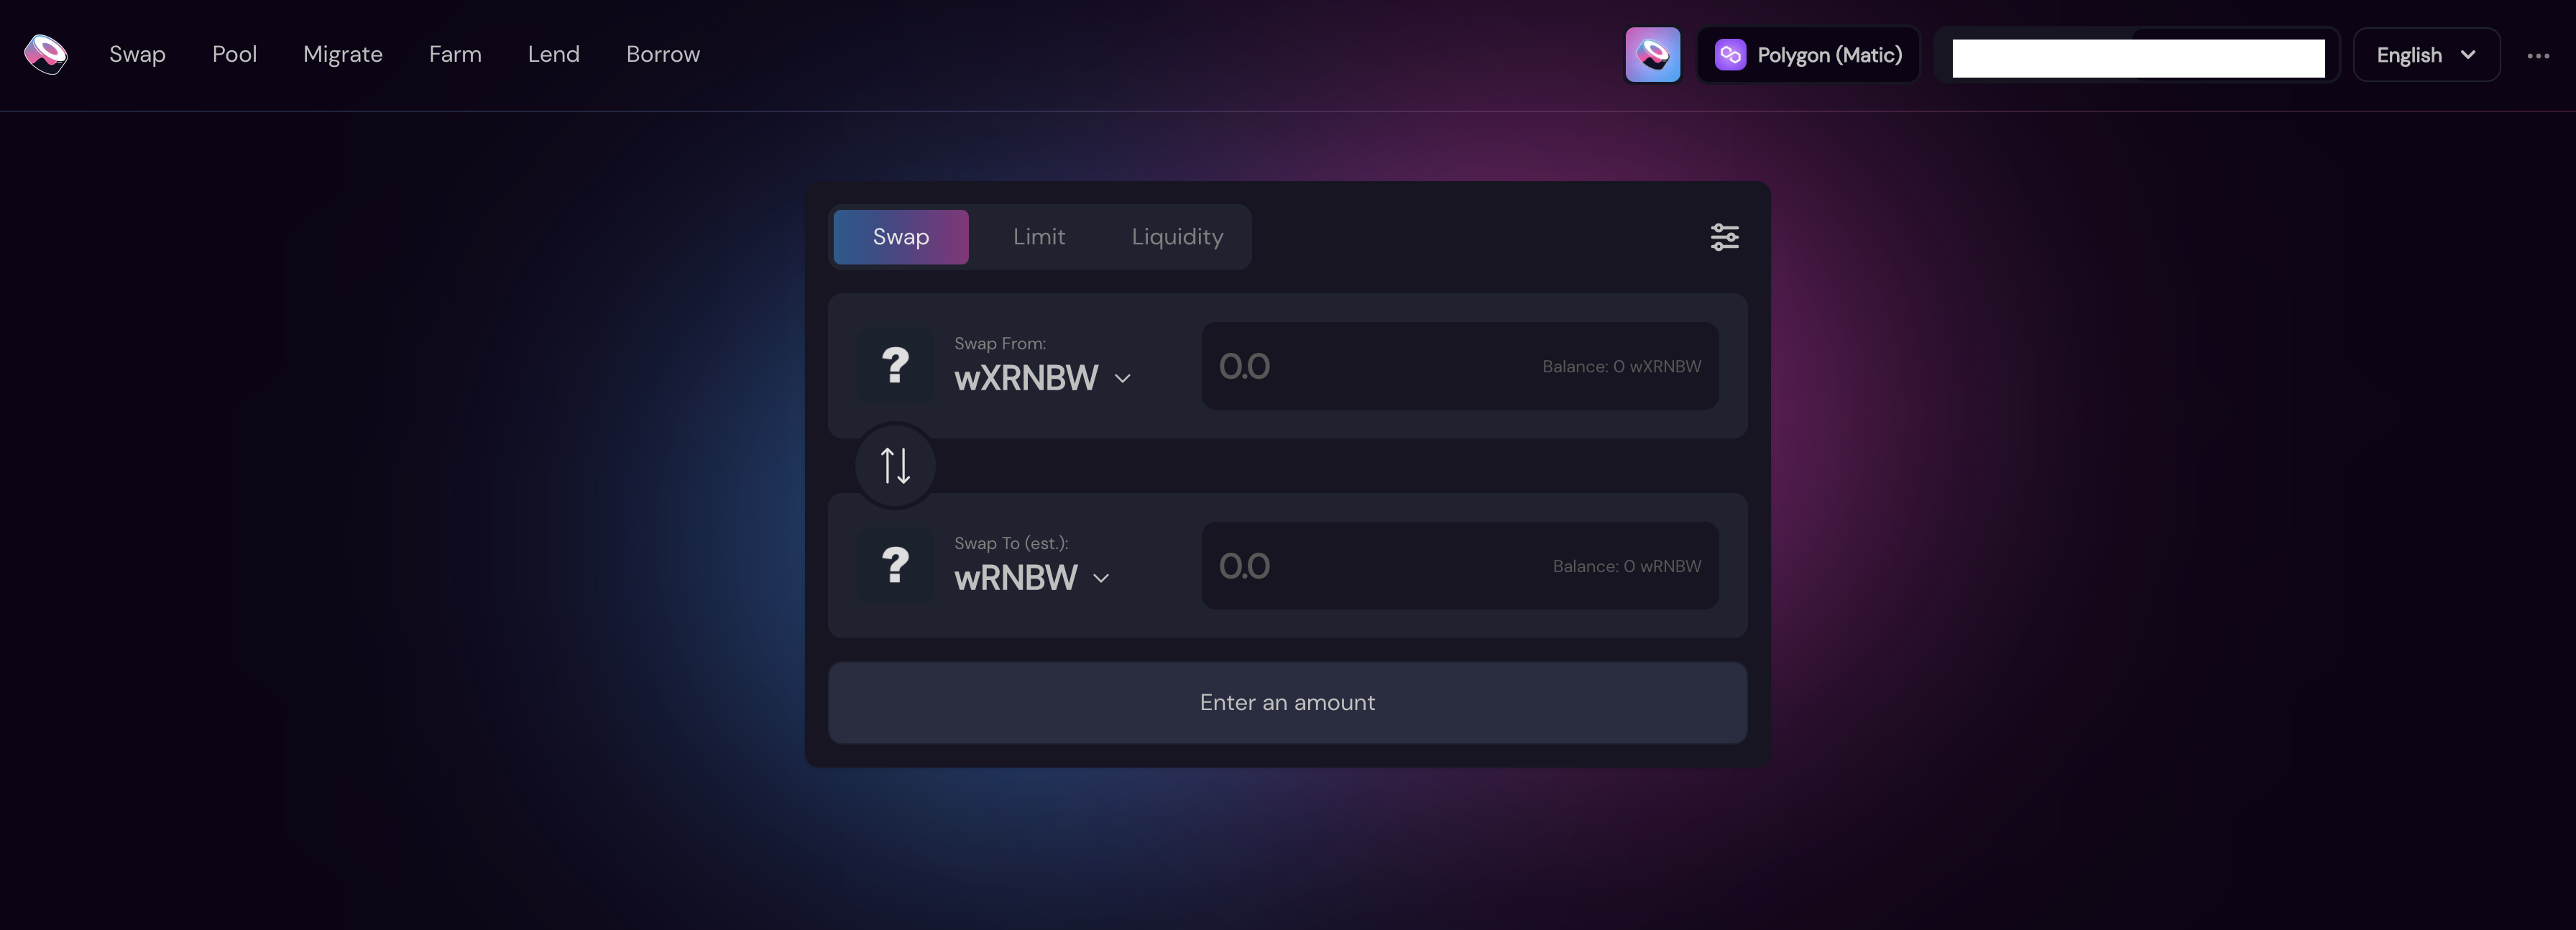 Swap Pool Migrate Farm Lend Borrow Polygon (Matic) English
Swap Limit Liquidity
Swap From:
wXRNBW 0.0 Balance: 0 wXRNBW
Swap To (est.):
wRNBW 0.0 Balance: 0 wRNBW
Enter an amount